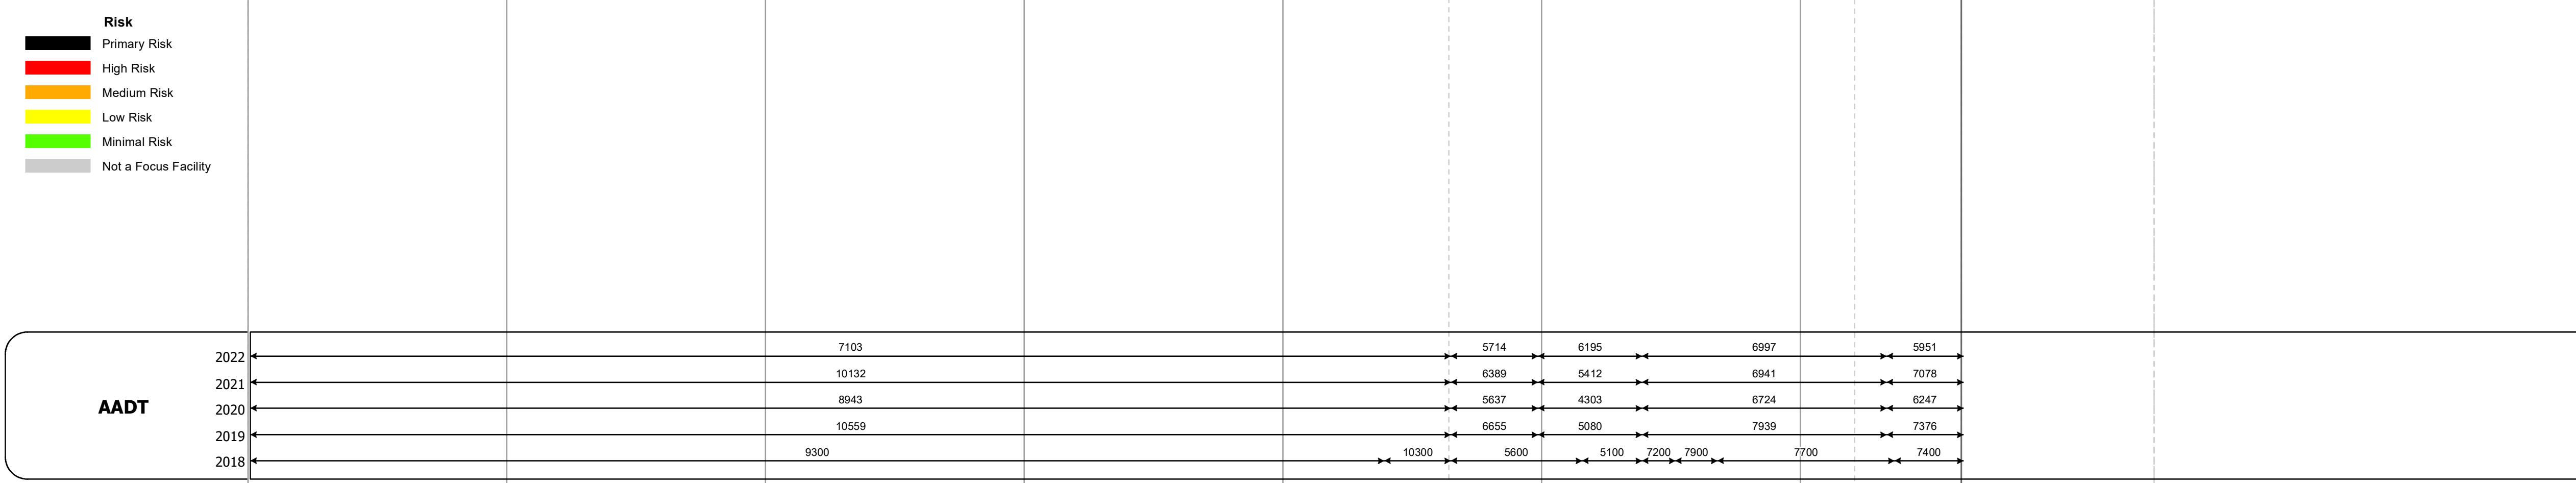 Risk
Primary Risk
High Risk
Medium Risk
Low Risk
Minimal Risk
Not a Focus Facility
AADT
2022 7103 5714 6195 6997 5951
2021 10132 6389 5412 6941 7078
2020 8943 5637 4303 6724 6247
2019 10559 6655 5080 7939 7376
2018 9300 10300 5600 5100 7200 7900 7700 7400